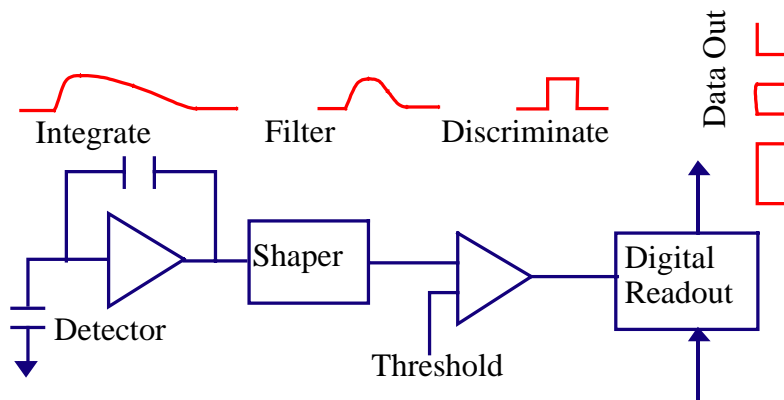 Integrate
Filter
Discriminate
Data Out
Shaper
Detector
Threshold
Digital
Readout